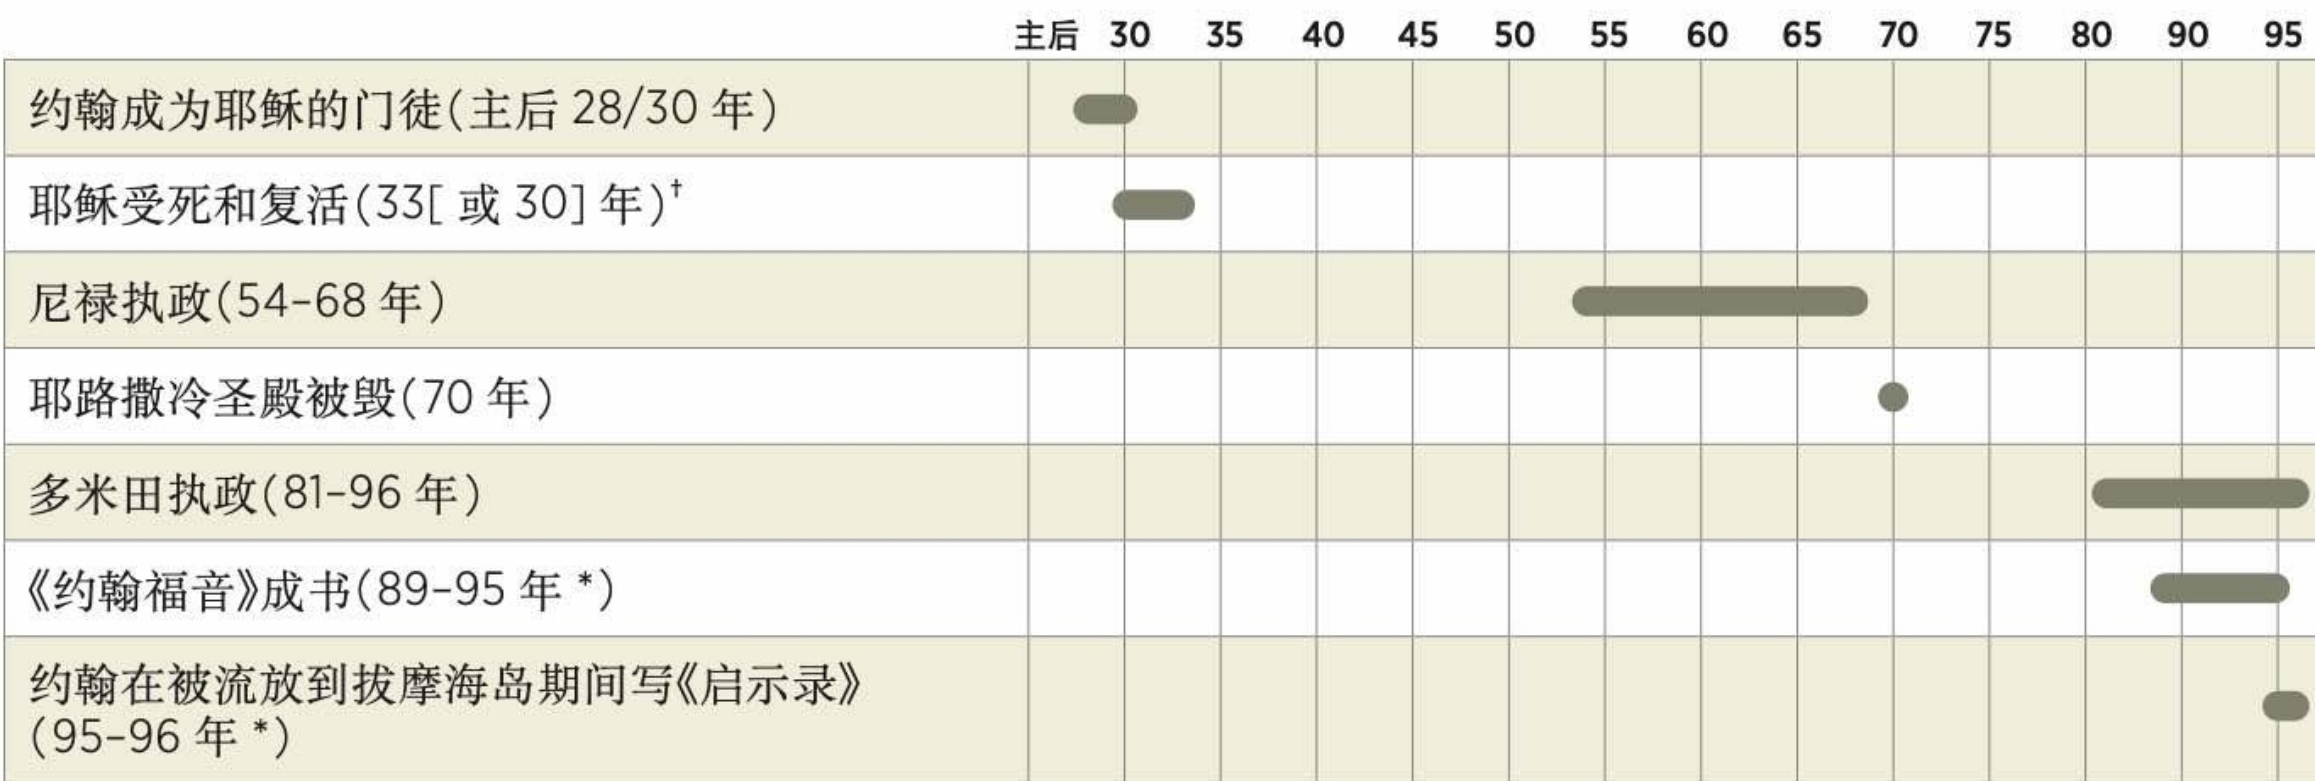 主后 30 35 40 45 50 55 60 65 70 75 80 90 95
约翰成为耶稣的门徒(主后 28/30 年)
耶稣受死和复活(33[ 或 30] 年)†
尼禄执政(54–68 年)
耶路撒冷圣殿被毁(70 年)
多米田执政(81–96 年)
《约翰福音》成书(89–95 年 *)
约翰在被流放到拔摩海岛期间写《启示录》
(95–96 年 *)